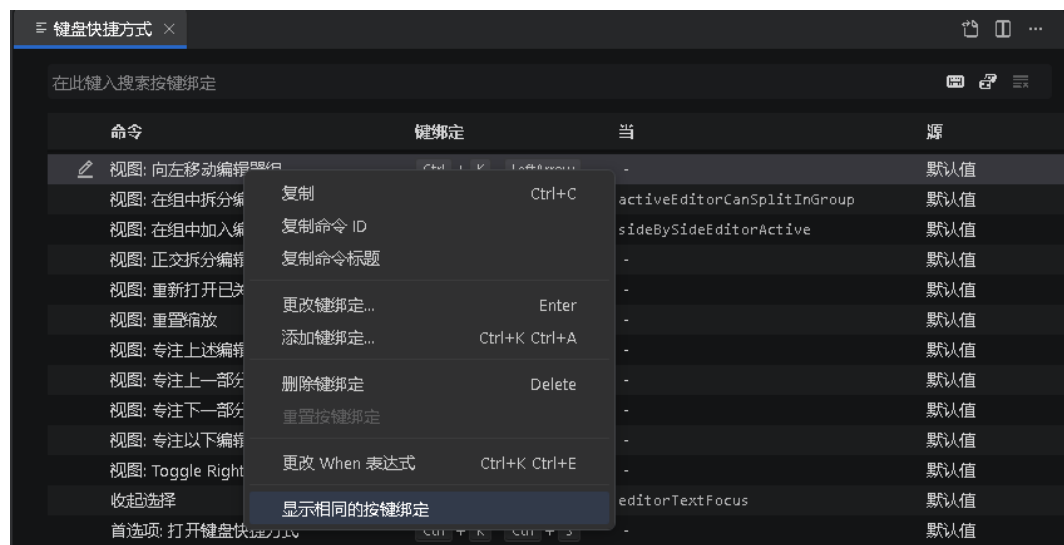 键盘快捷方式
在此键入搜索按键绑定
命令 键绑定 当 源
视图: 向左移动编辑器组 Ctrl + K LeftArrow - 默认值
视图: 在组中拆分编 activeEditorCanSplitInGroup 默认值
视图: 在组中加入编 sideBySideEditorActive 默认值
视图: 正交拆分编辑 - 默认值
视图: 重新打开已关 - 默认值
视图: 重置缩放 - 默认值
视图: 专注上述编辑 - 默认值
视图: 专注上一部分 - 默认值
视图: 专注下一部分 - 默认值
视图: 专注以下编辑 - 默认值
视图: Toggle Right - 默认值
收起选择 editorTextFocus 默认值
首选项: 打开键盘快捷方式 Ctrl + K Ctrl + S - 默认值
复制 Ctrl+C
复制命令 ID
复制命令标题
更改键绑定... Enter
添加键绑定... Ctrl+K Ctrl+A
删除键绑定 Delete
重置按键绑定
更改 When 表达式 Ctrl+K Ctrl+E
显示相同的按键绑定